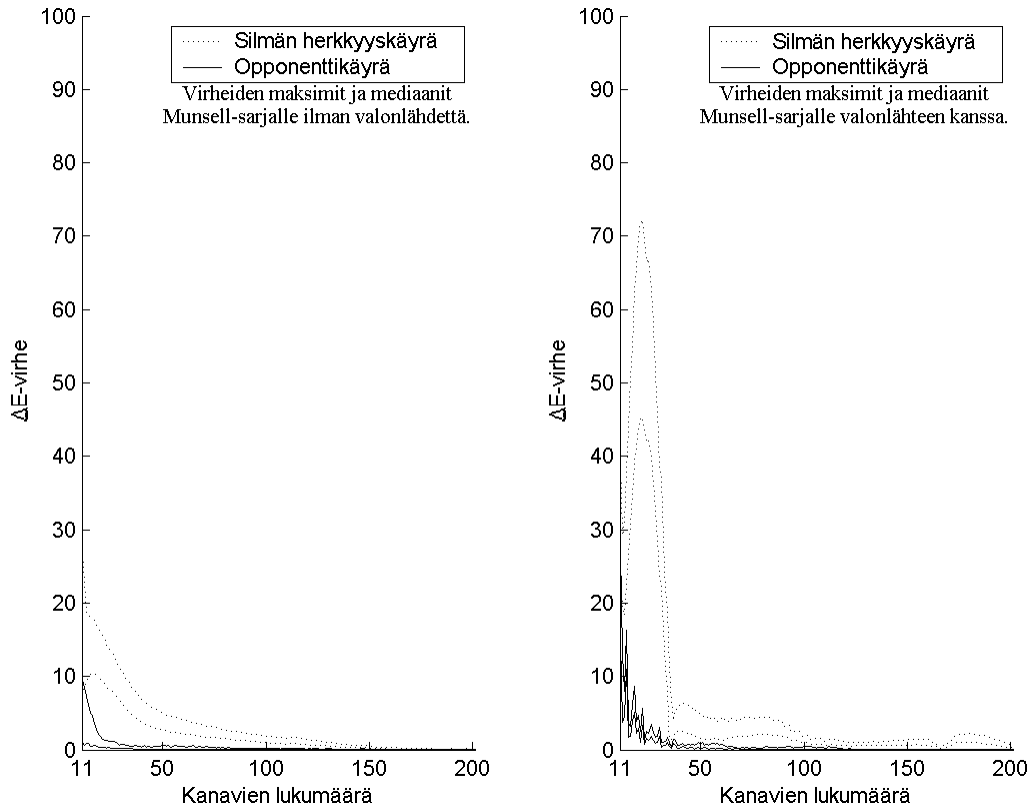 100
90
80
70
60
50
40
30
20
10
0
ΔE-virhe
Silmän herkkyyskäyrä
Opponenttikäyrä
Virheiden maksimit ja mediaanit
Munsell-sarjalle ilman valonlähdettä.
11 50 100 150 200
Kanavien lukumäärä
100
90
80
70
60
50
40
30
20
10
0
ΔE-virhe
Silmän herkkyyskäyrä
Opponenttikäyrä
Virheiden maksimit ja mediaanit
Munsell-sarjalle valonlähteen kanssa.
11 50 100 150 200
Kanavien lukumäärä